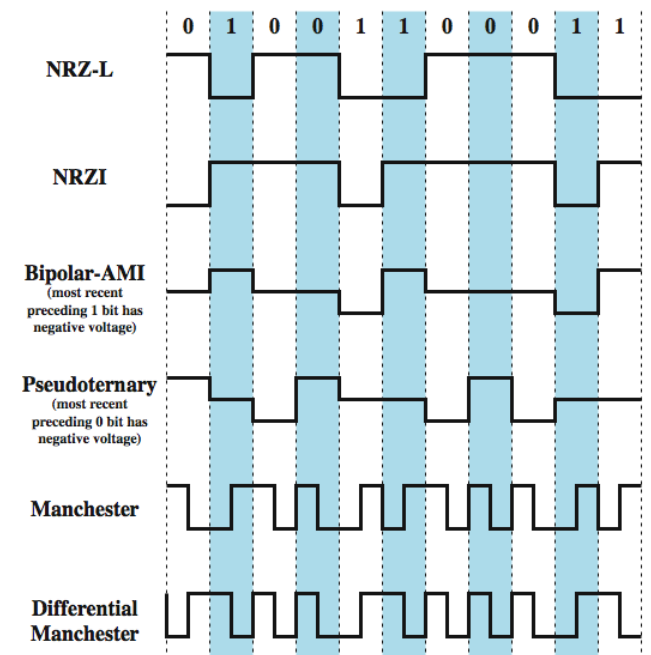 0 1 0 0 1 1 0 0 0 1 1
NRZ-L
NRZI
Bipolar-AMI
(most recent
preceding 1 bit has
negative voltage)
Pseudoternary
(most recent
preceding 0 bit has
negative voltage)
Manchester
Differential
Manchester